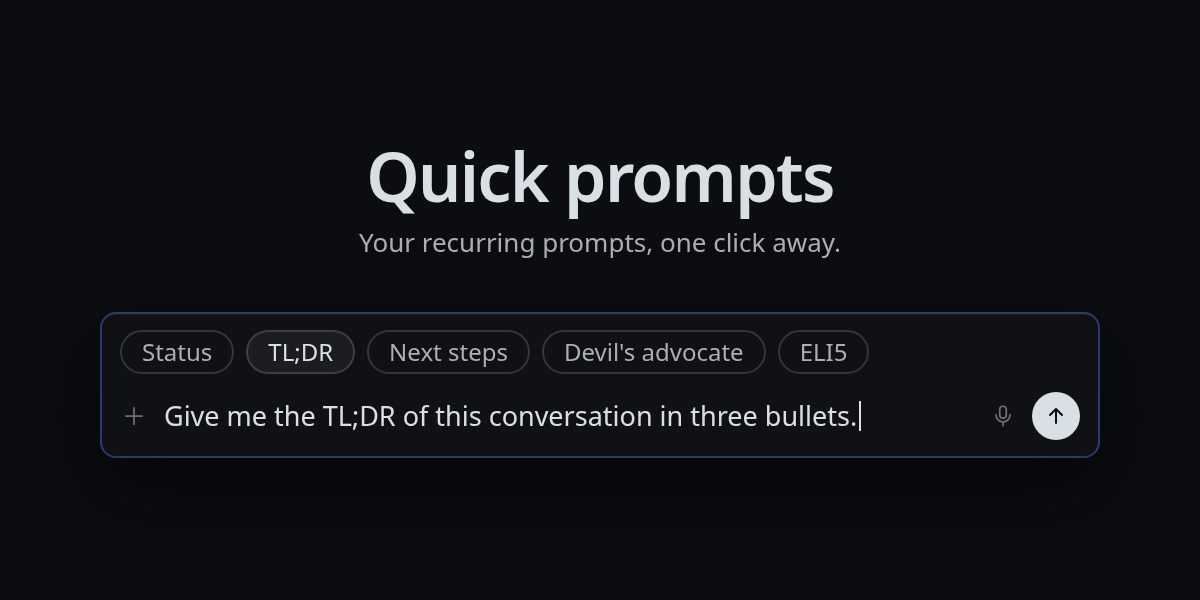 Quick prompts
Your recurring prompts, one click away.
Status TL;DR Next steps Devil's advocate ELI5
Give me the TL;DR of this conversation in three bullets.